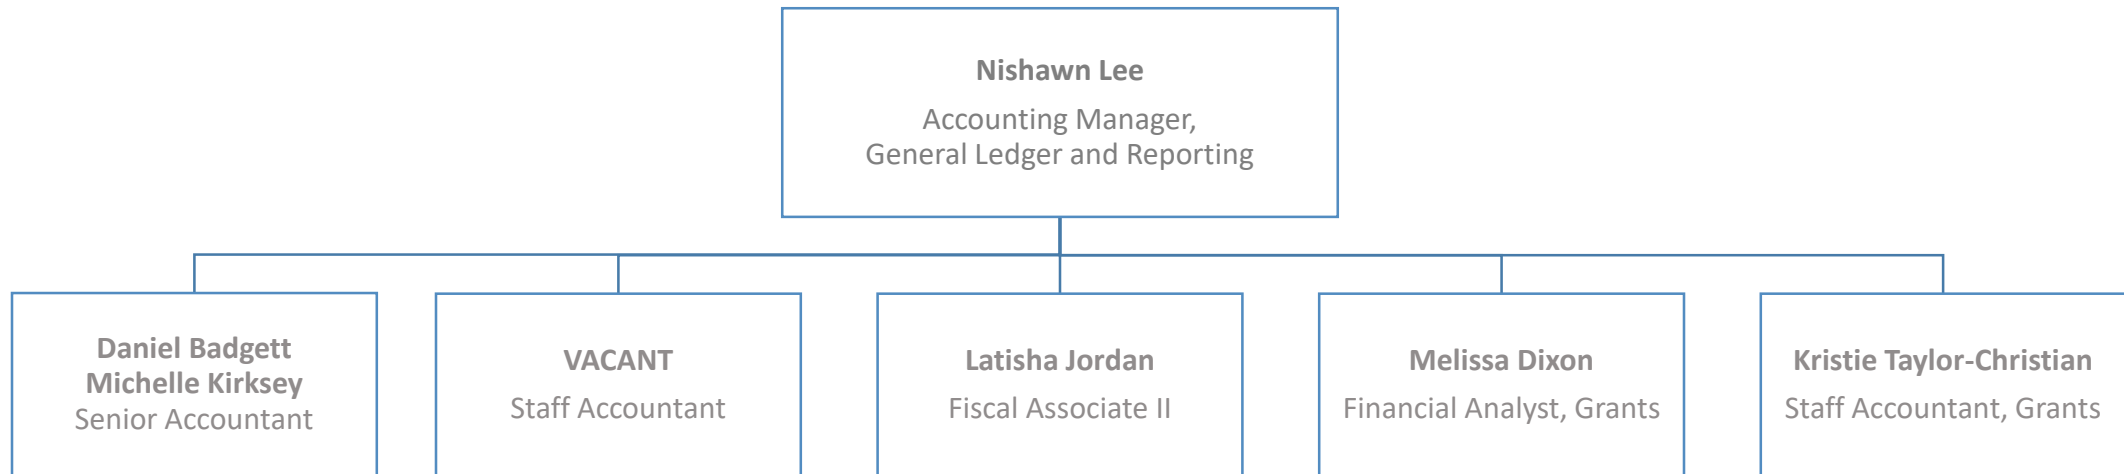 Nishawn Lee
Accounting Manager,
General Ledger and Reporting
Daniel Badgett
Michelle Kirksey
Senior Accountant
VACANT
Staff Accountant
Latisha Jordan
Fiscal Associate II
Melissa Dixon
Financial Analyst, Grants
Kristie Taylor-Christian
Staff Accountant, Grants